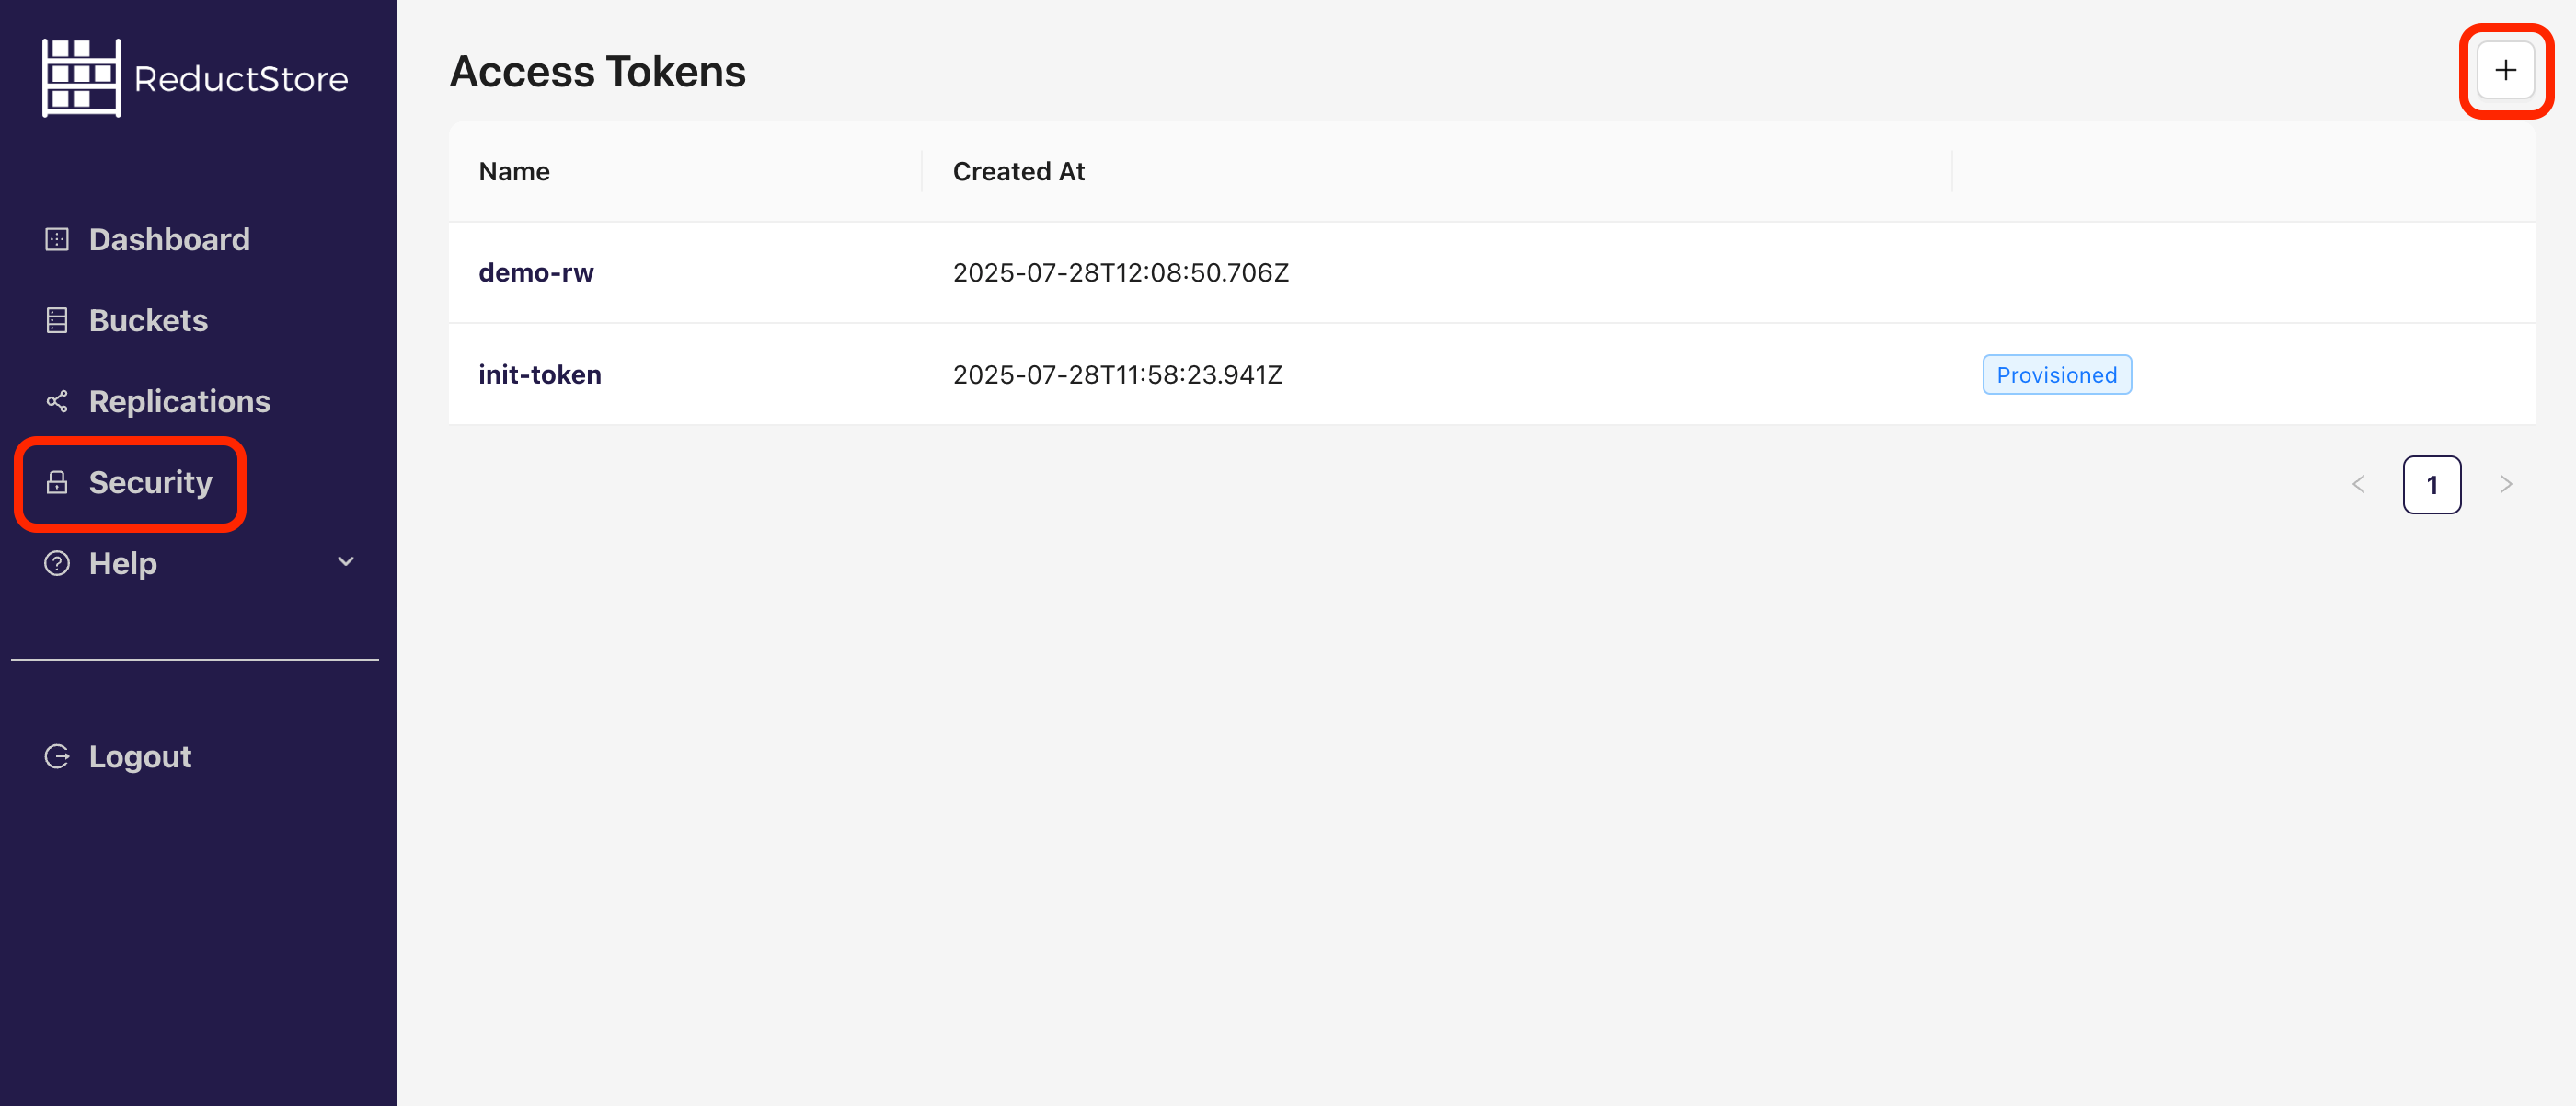 ReductStore
Dashboard
Buckets
Replications
Security
Help
Logout
Access Tokens
Name Created At
demo-rw 2025-07-28T12:08:50.706Z
init-token 2025-07-28T11:58:23.941Z Provisioned
1